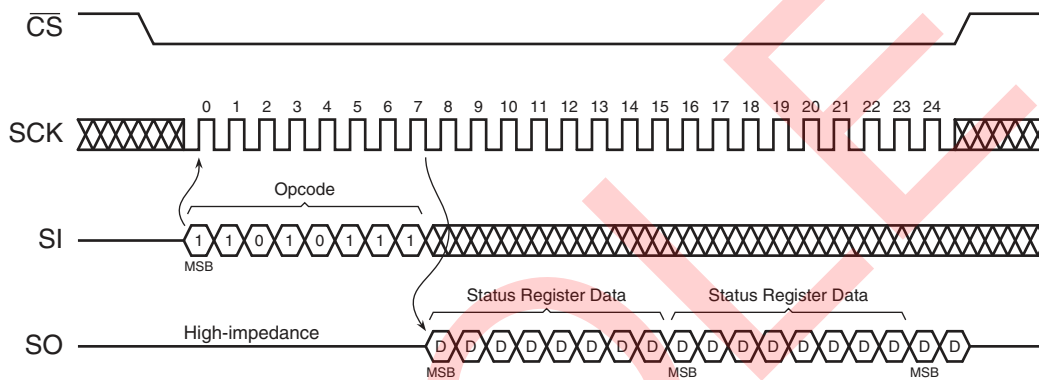 CS
0 1 2 3 4 5 6 7 8 9 10 11 12 13 14 15 16 17 18 19 20 21 22 23 24
SCK
Opcode
SI 1 1 0 1 0 1 1 1
MSB
Status Register Data Status Register Data
High-impedance
SO D D D D D D D D D D D D D D D D D D
MSB MSB MSB